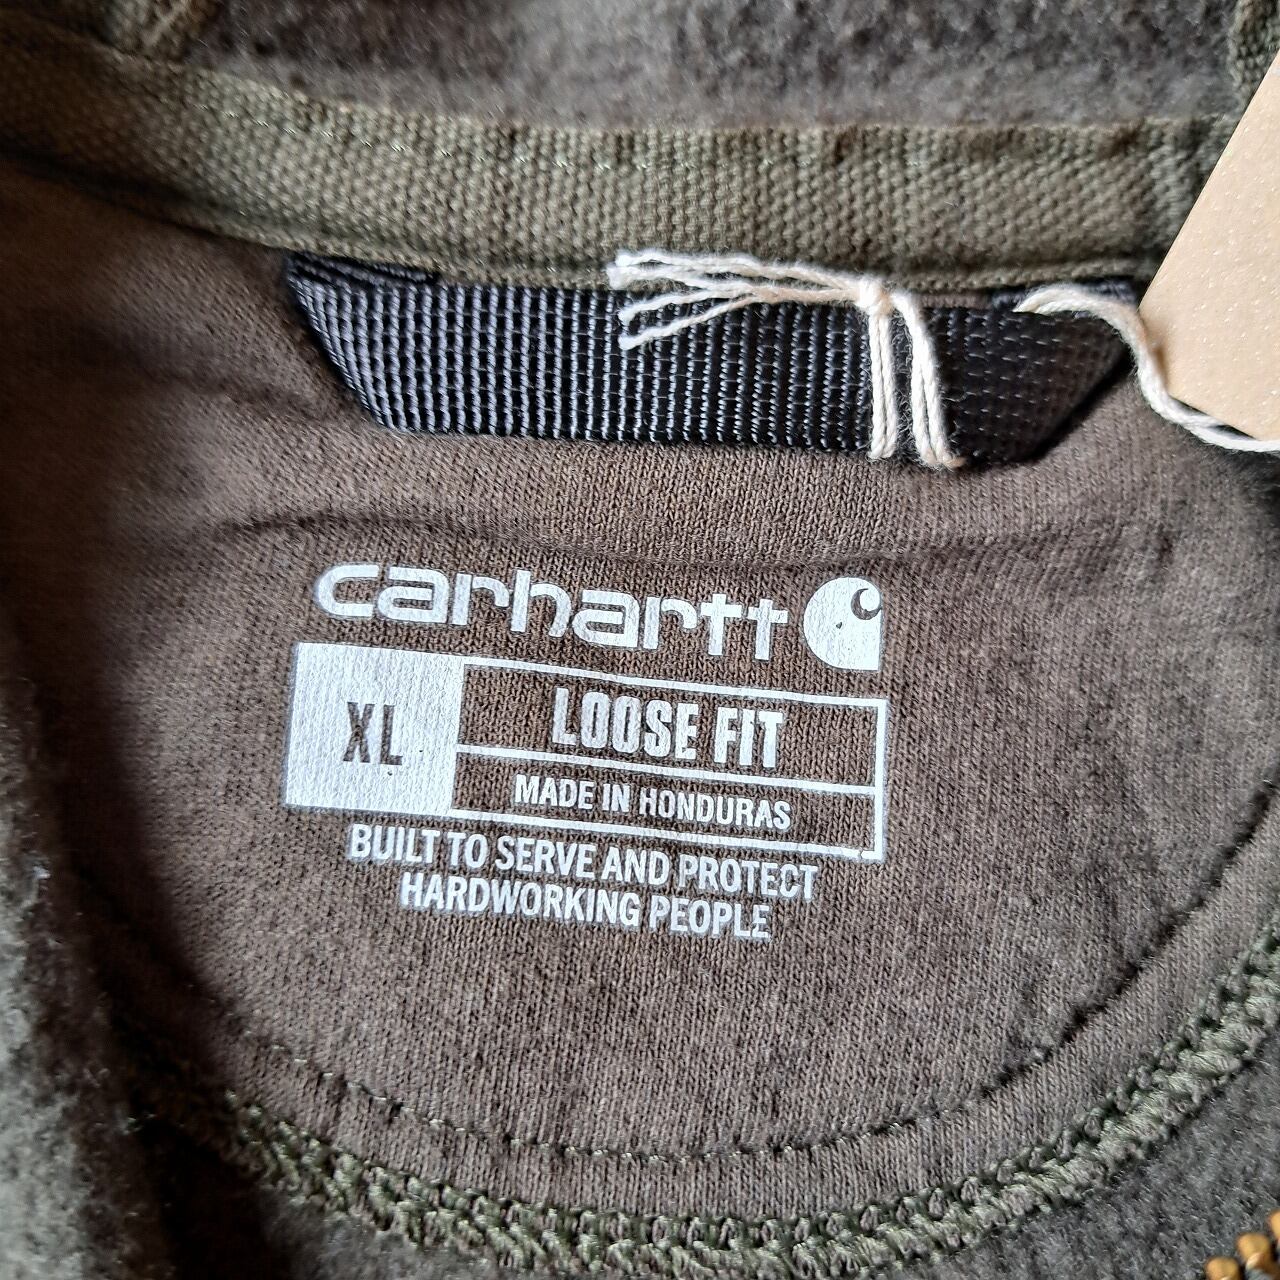 carhartt
XL
LOOSE FIT
MADE IN HONDURAS
BUILT TO SERVE AND PROTECT
HARDWORKING PEOPLE